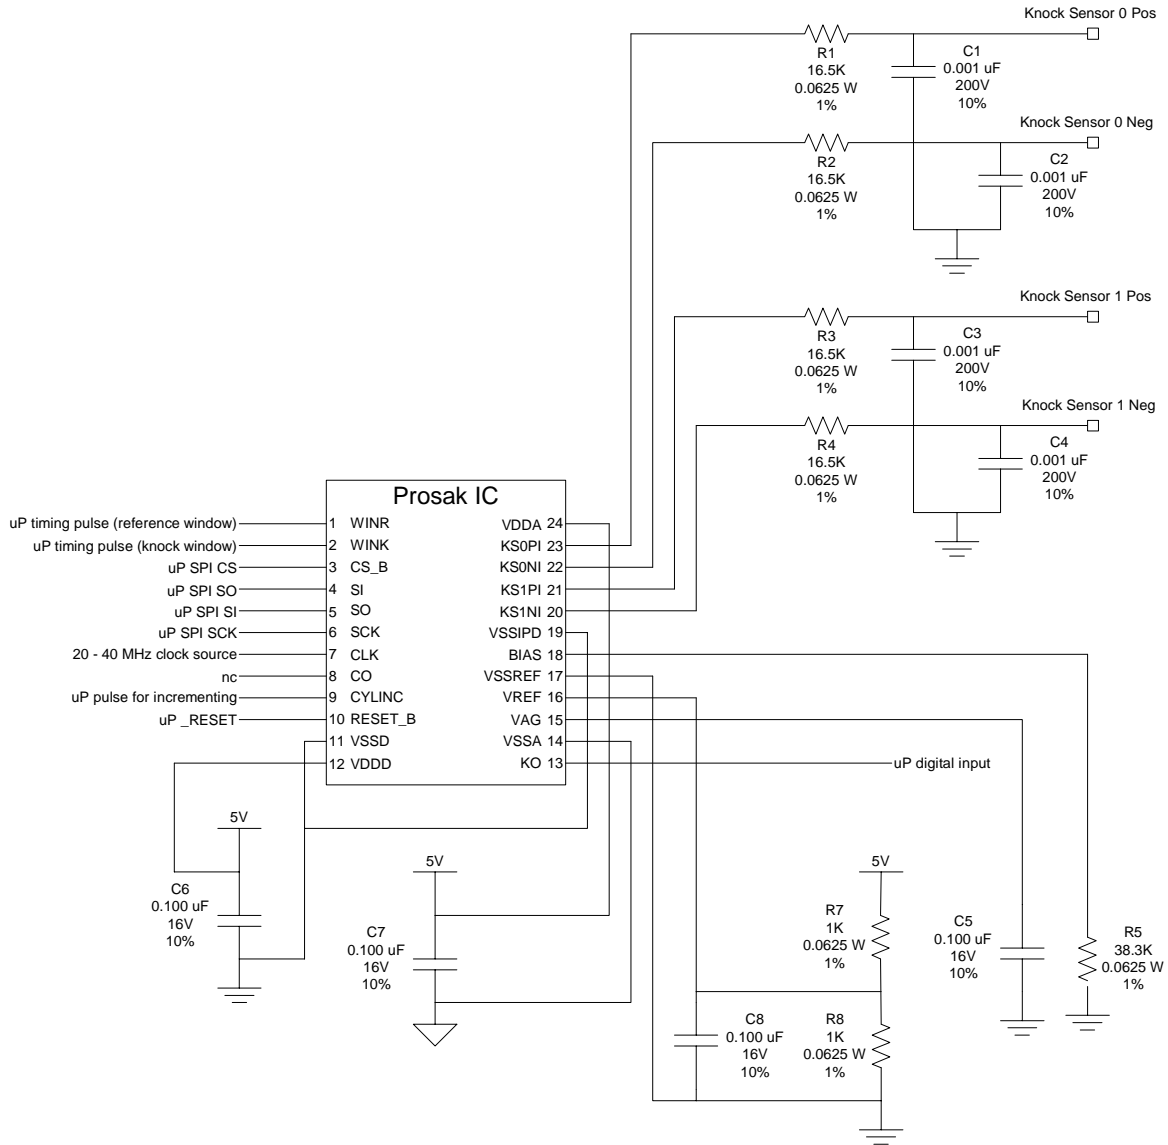 Knock Sensor 0 Pos
R1
16.5K
0.0625 W
1%
C1
0.001 uF
200V
10%
Knock Sensor 0 Neg
R2
16.5K
0.0625 W
1%
C2
0.001 uF
200V
10%
Knock Sensor 1 Pos
R3
16.5K
0.0625 W
1%
C3
0.001 uF
200V
10%
Knock Sensor 1 Neg
R4
16.5K
0.0625 W
1%
C4
0.001 uF
200V
10%
Prosak IC
uP timing pulse (reference window) 1 WINR VDDA 24
uP timing pulse (knock window) 2 WINK KS0PI 23
uP SPI CS 3 CS_B KS0NI 22
uP SPI SO 4 SI KS1PI 21
uP SPI SI 5 SO KS1NI 20
uP SPI SCK 6 SCK VSSIPD 19
20 - 40 MHz clock source 7 CLK BIAS 18
nc 8 CO VSSREF 17
uP pulse for incrementing 9 CYLINC VREF 16
uP _RESET 10 RESET_B VAG 15
11 VSSD VSSA 14
12 VDDD KO 13 uP digital input
5V
C6
0.100 uF
16V
10%
5V
C7
0.100 uF
16V
10%
5V
R7
1K
0.0625 W
1%
C5
0.100 uF
16V
10%
R5
38.3K
0.0625 W
1%
C8
0.100 uF
16V
10%
R8
1K
0.0625 W
1%